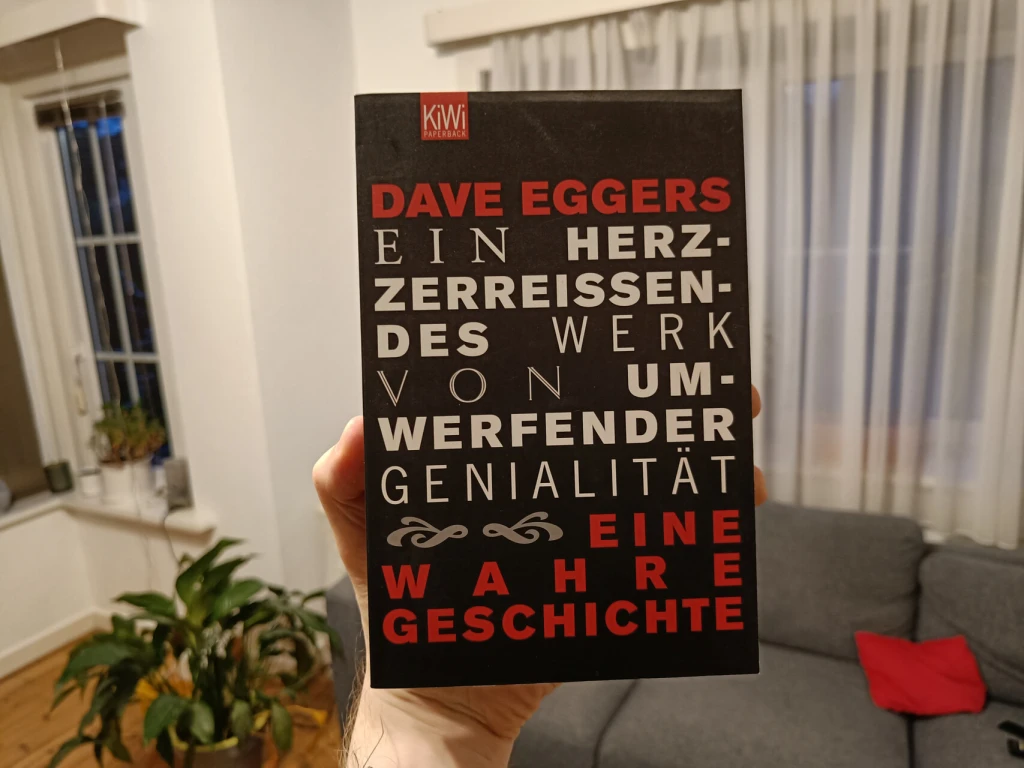 KiWi
PAPERBACK
DAVE EGGERS
EIN HERZ-
ZERREISSEN-
DES WERK
VON UM-
WERFENDER
GENIALITÄT
EINE
WAHRE
GESCHICHTE